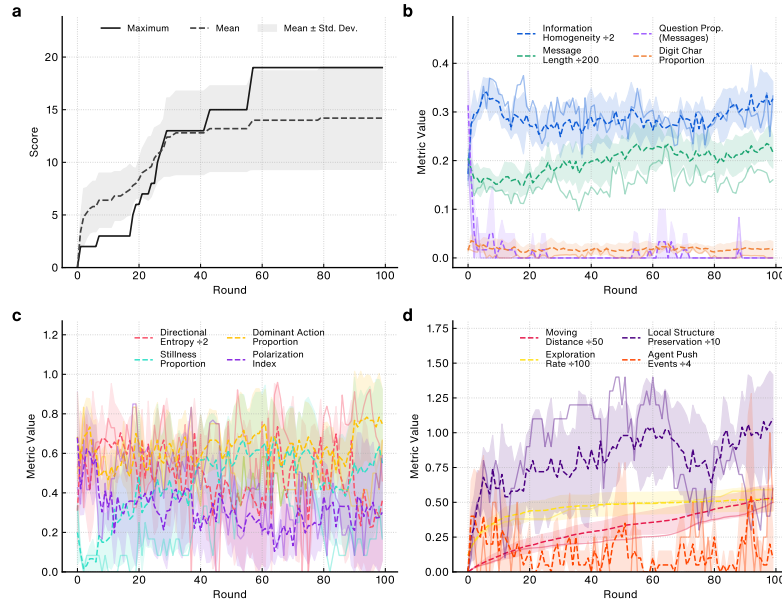 a
Maximum
Mean
Mean ± Std. Dev.
20
15
10
5
0
Score
0
20
40
60
80
100
Round
b
Information
Homogeneity ÷2
Message
Length ÷200
Question Prop.
(Messages)
Digit Char
Proportion
0.4
0.3
0.2
0.1
0.0
Metric Value
0
20
40
60
80
100
Round
c
Directional
Entropy ÷2
Stillness
Proportion
Dominant Action
Proportion
Polarization
Index
1.2
1.0
0.8
0.6
0.4
0.2
0.0
Metric Value
0
20
40
60
80
100
Round
d
Moving
Distance ÷50
Exploration
Rate ÷100
Local Structure
Preservation ÷10
Agent Push
Events ÷4
1.75
1.50
1.25
1.00
0.75
0.50
0.25
0.00
Metric Value
0
20
40
60
80
100
Round